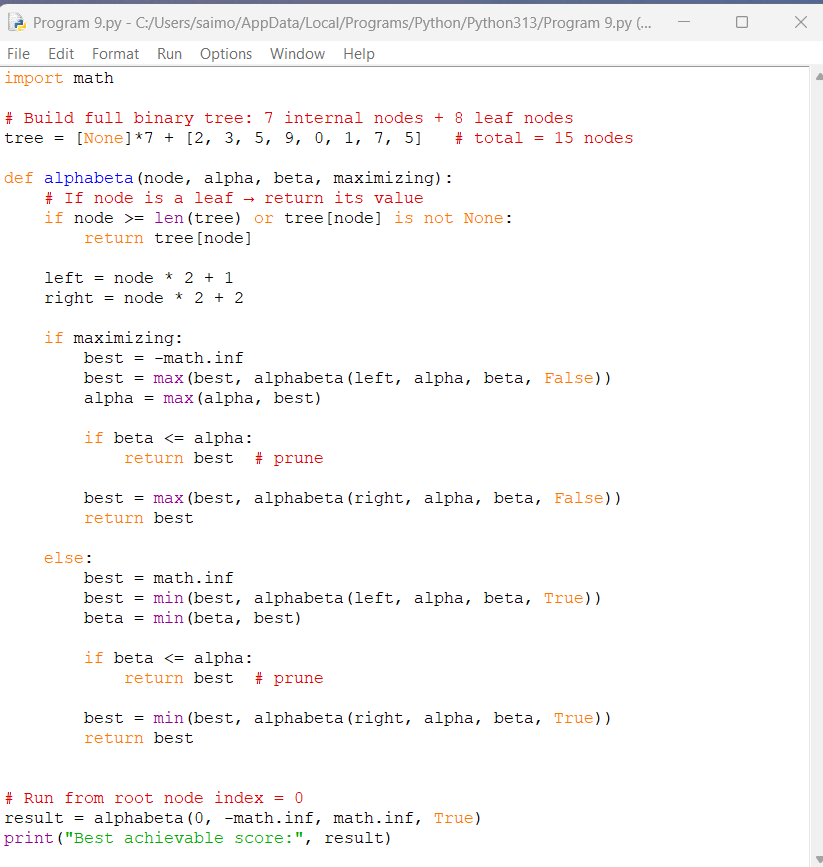 Program 9.py - C:/Users/saimo/AppData/Local/Programs/Python/Python313/Program 9.py (...
File Edit Format Run Options Window Help
import math

# Build full binary tree: 7 internal nodes + 8 leaf nodes
tree = [None]*7 + [2, 3, 5, 9, 0, 1, 7, 5]   # total = 15 nodes

def alphabeta(node, alpha, beta, maximizing):
    # If node is a leaf → return its value
    if node >= len(tree) or tree[node] is not None:
        return tree[node]

    left = node * 2 + 1
    right = node * 2 + 2

    if maximizing:
        best = -math.inf
        best = max(best, alphabeta(left, alpha, beta, False))
        alpha = max(alpha, best)

        if beta <= alpha:
            return best  # prune

        best = max(best, alphabeta(right, alpha, beta, False))
        return best

    else:
        best = math.inf
        best = min(best, alphabeta(left, alpha, beta, True))
        beta = min(beta, best)

        if beta <= alpha:
            return best  # prune

        best = min(best, alphabeta(right, alpha, beta, True))
        return best


# Run from root node index = 0
result = alphabeta(0, -math.inf, math.inf, True)
print("Best achievable score:", result)